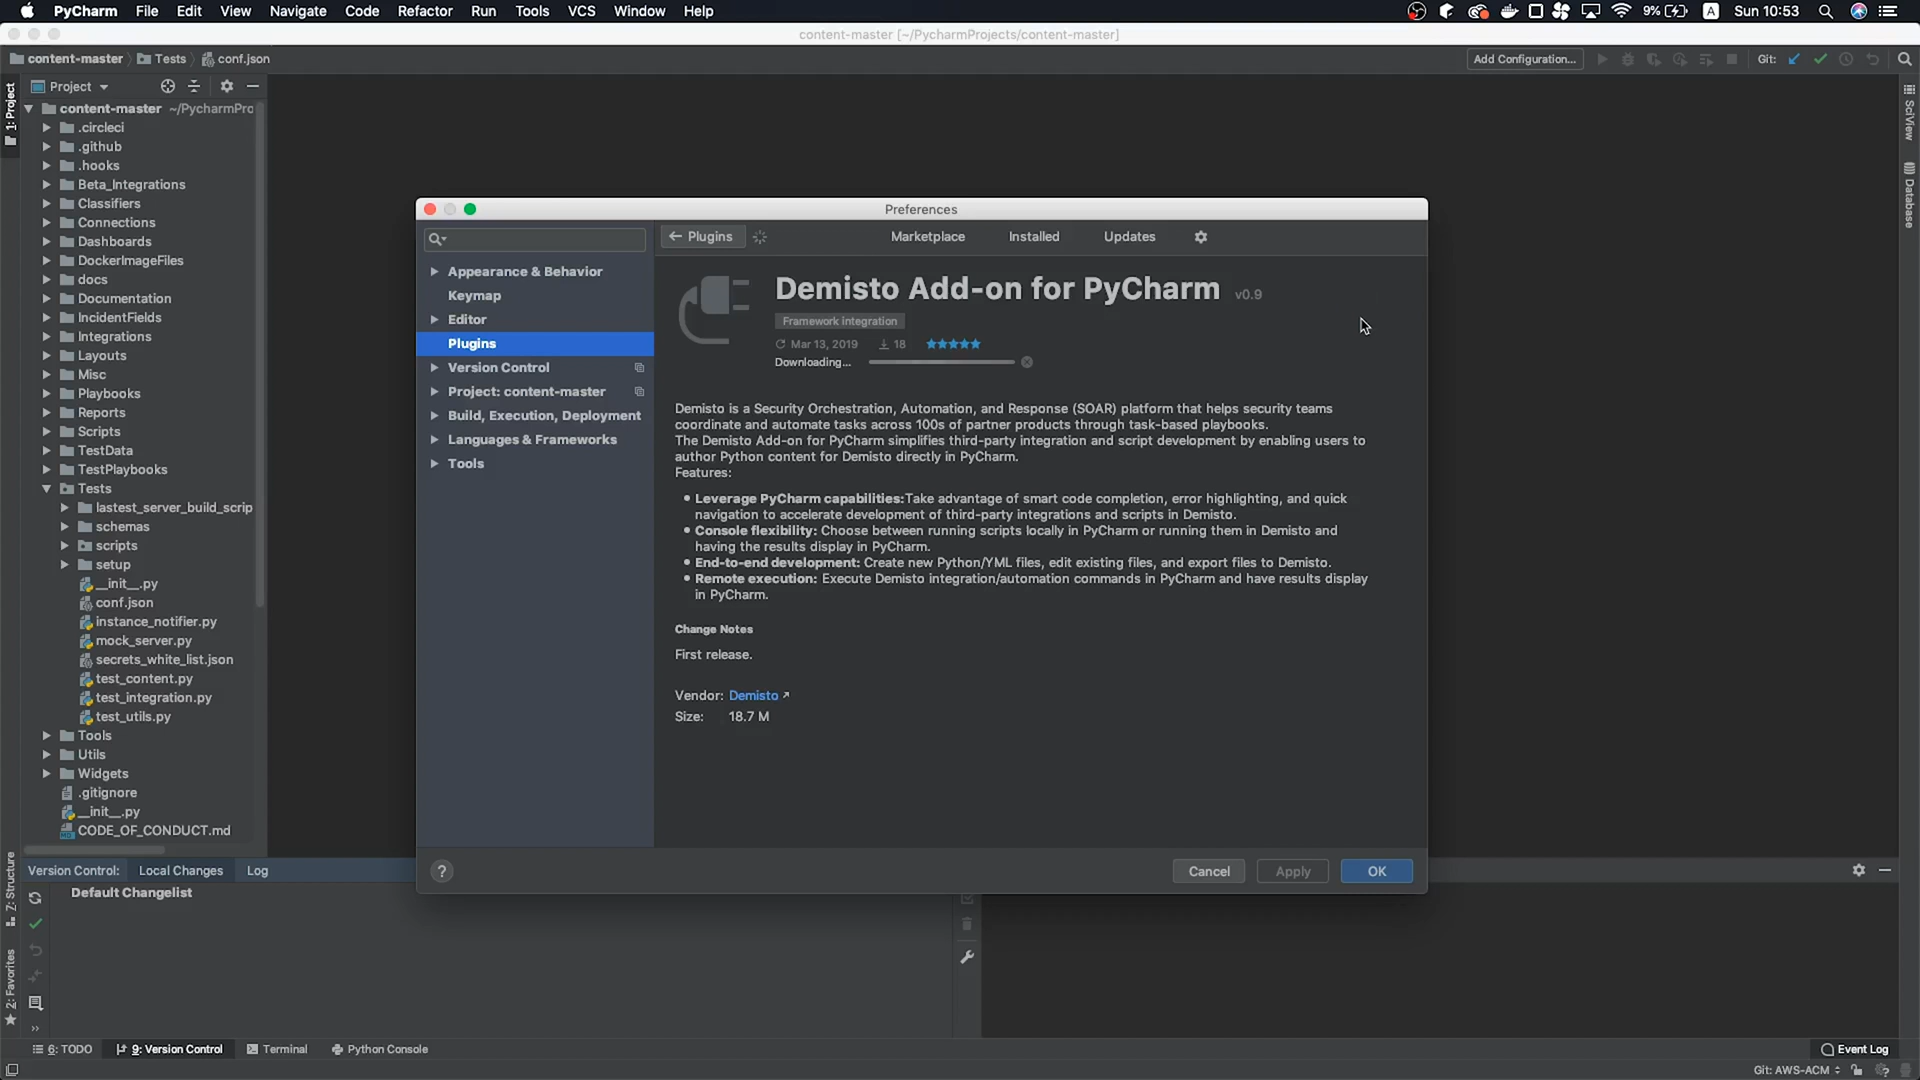 PyCharm File Edit View Navigate Code Refactor Run Tools VCS Window Help
9% A Sun 10:53
content-master [~/PycharmProjects/content-master]
content-master Tests conf.json
Add Configuration...
Git:
1: Project
Project
content-master ~/PycharmPro
.circleci
.github
.hooks
Beta_Integrations
Classifiers
Connections
Dashboards
DockerImageFiles
docs
Documentation
IncidentFields
Integrations
Layouts
Misc
Playbooks
Reports
Scripts
TestData
TestPlaybooks
Tests
lastest_server_build_scrip
schemas
scripts
setup
__init__.py
conf.json
instance_notifier.py
mock_server.py
secrets_white_list.json
test_content.py
test_integration.py
test_utils.py
Tools
Utils
Widgets
.gitignore
__init__.py
CODE_OF_CONDUCT.md
Preferences
Appearance & Behavior
Keymap
Editor
Plugins
Version Control
Project: content-master
Build, Execution, Deployment
Languages & Frameworks
Tools
← Plugins
Marketplace Installed Updates
Demisto Add-on for PyCharm v0.9
Framework integration
Mar 13, 2019 18 ★★★★★
Downloading...
Demisto is a Security Orchestration, Automation, and Response (SOAR) platform that helps security teams
coordinate and automate tasks across 100s of partner products through task-based playbooks.
The Demisto Add-on for PyCharm simplifies third-party integration and script development by enabling users to
author Python content for Demisto directly in PyCharm.
Features:
• Leverage PyCharm capabilities:Take advantage of smart code completion, error highlighting, and quick
navigation to accelerate development of third-party integrations and scripts in Demisto.
• Console flexibility: Choose between running scripts locally in PyCharm or running them in Demisto and
having the results display in PyCharm.
• End-to-end development: Create new Python/YML files, edit existing files, and export files to Demisto.
• Remote execution: Execute Demisto integration/automation commands in PyCharm and have results display
in PyCharm.
Change Notes
First release.
Vendor: Demisto ↗
Size: 18.7 M
?
Cancel Apply OK
SciView
Database
Version Control: Local Changes Log
Default Changelist
Z: Structure
2: Favorites
6: TODO 9: Version Control Terminal Python Console
Event Log
Git: AWS-ACM